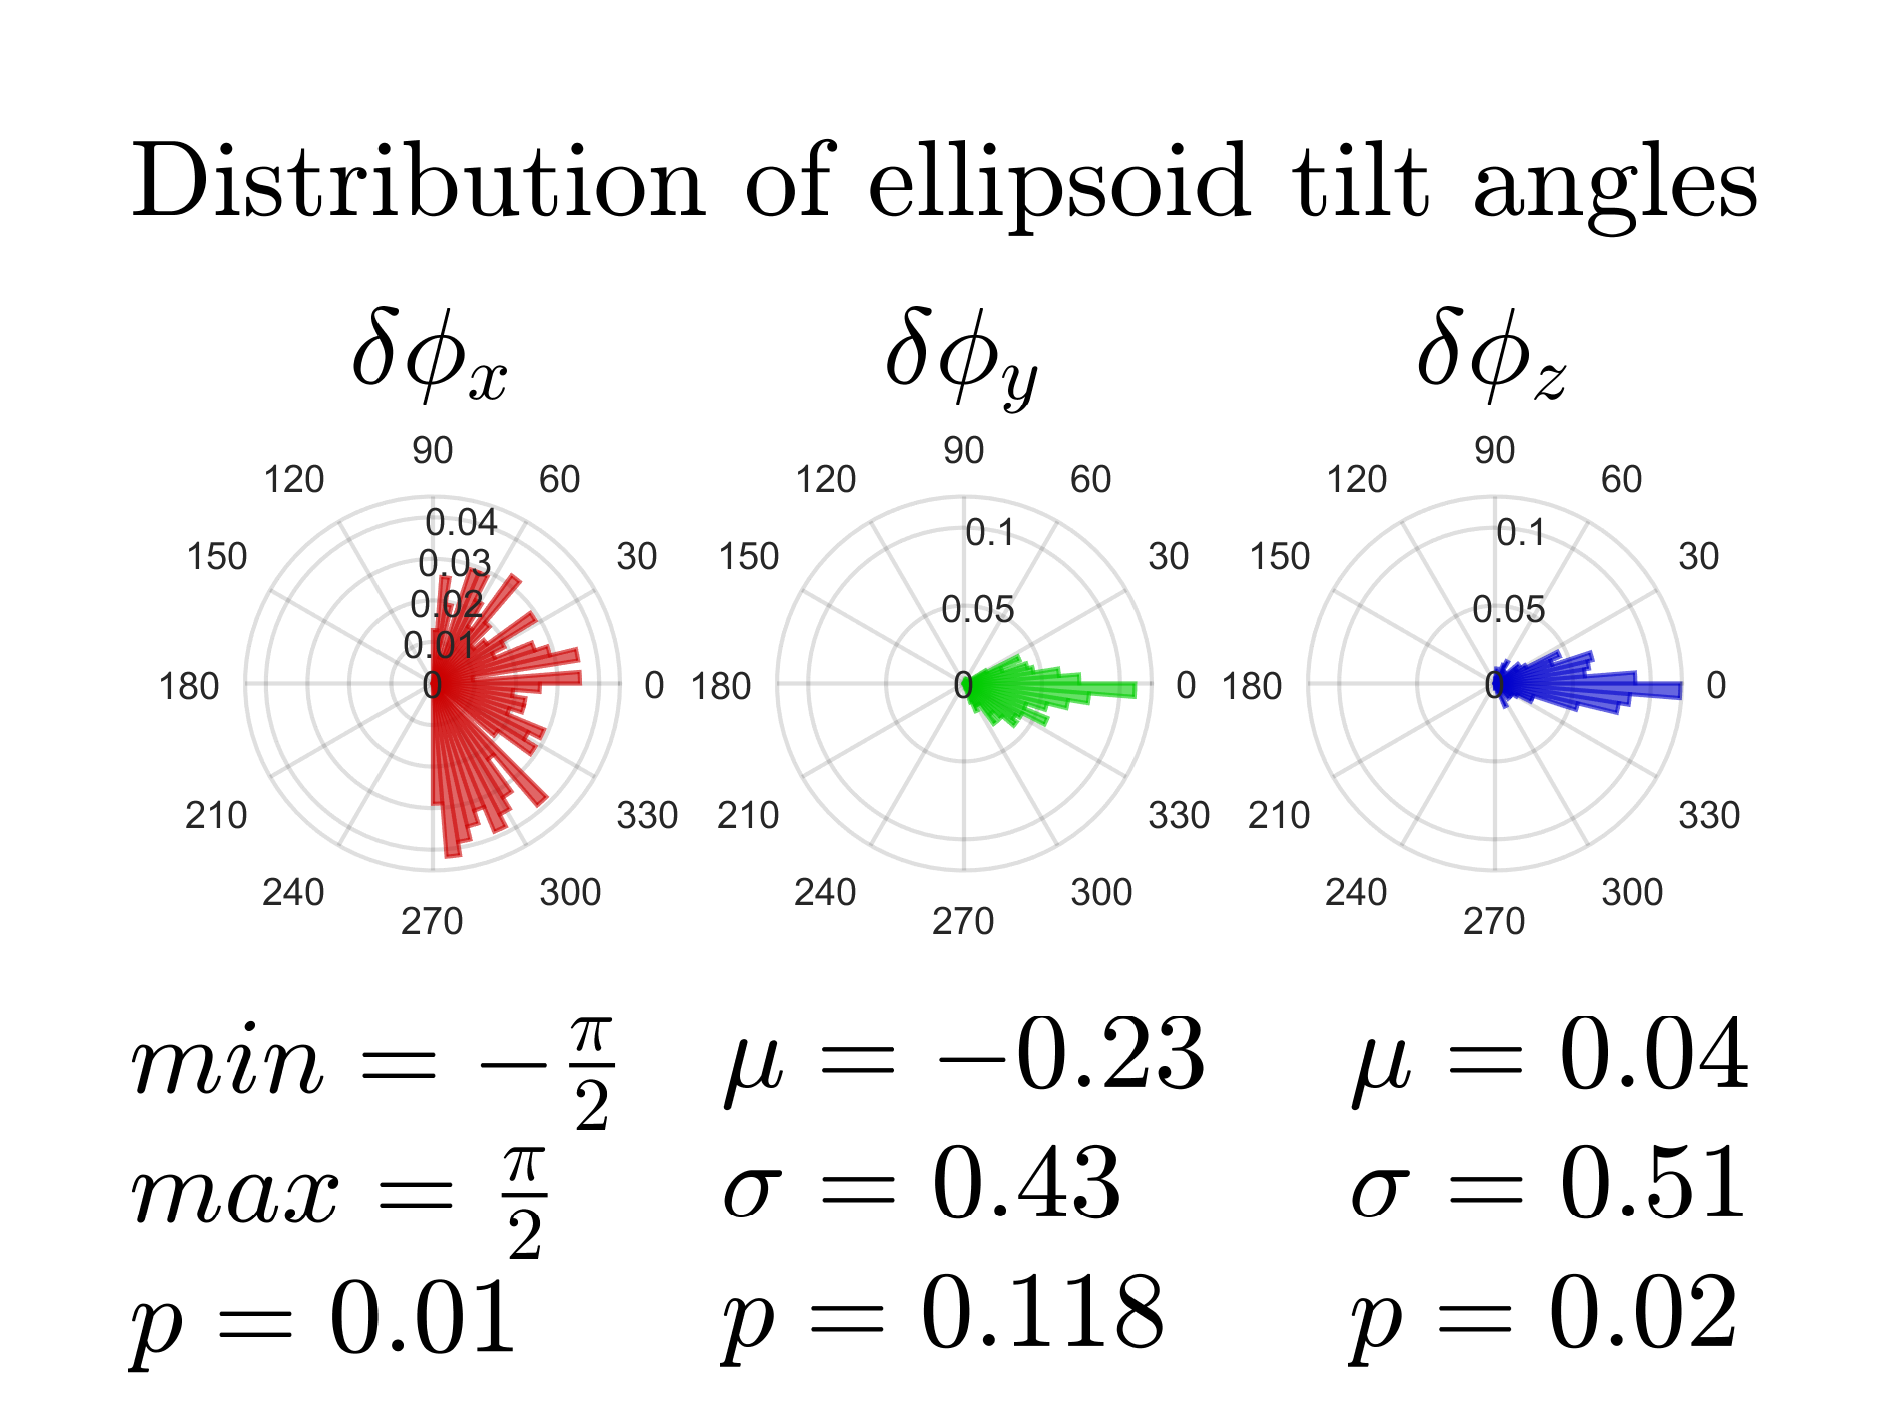 Distribution of ellipsoid tilt angles
δϕx δϕy δϕz
90 90 90
120 60 120 60 120 60
0.04 0.1 0.1
150 0.03 30 150 30 150 30
0.02 0.05 0.05
0.01
180 0 0 180 0 0 180 0 0
210 330 210 330 210 330
240 300 240 300 240 300
270 270 270
min = −π/2 μ = −0.23 μ = 0.04
max = π/2 σ = 0.43 σ = 0.51
p = 0.01 p = 0.118 p = 0.02